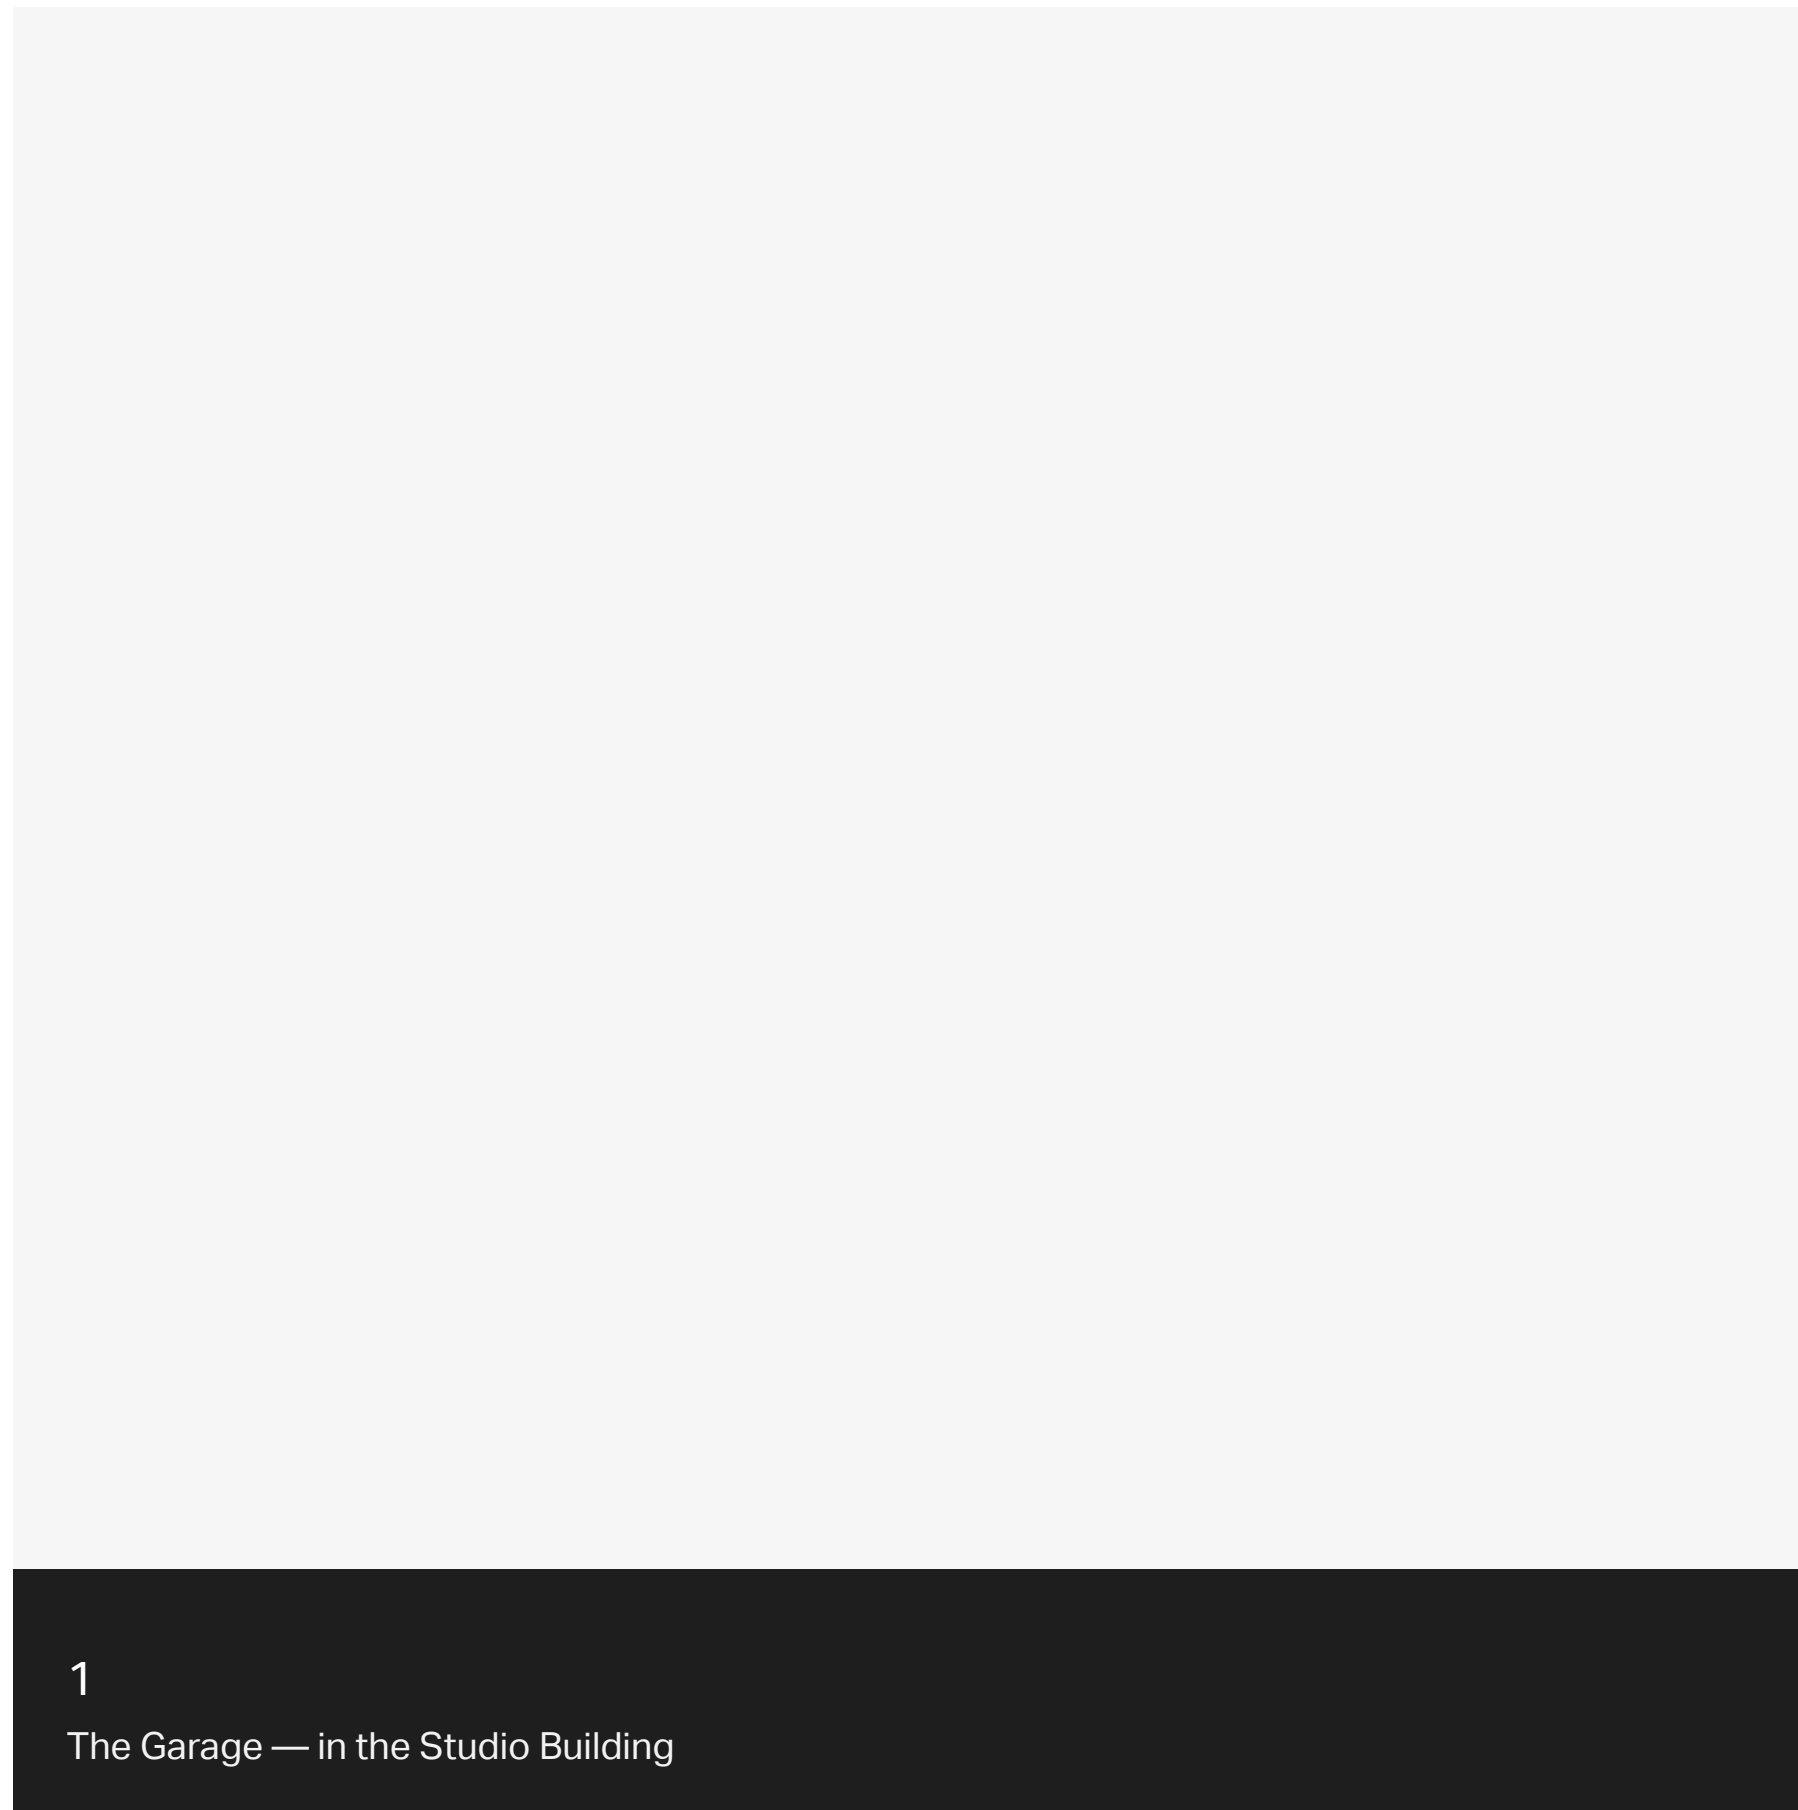 1
The Garage — in the Studio Building